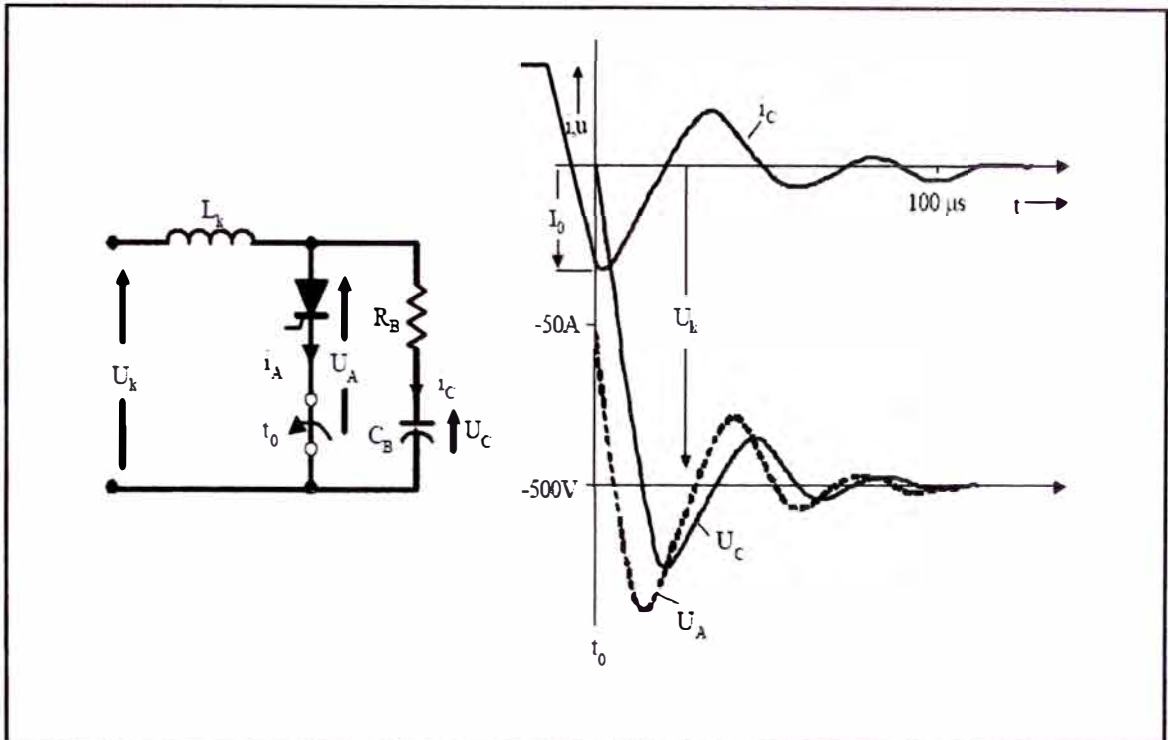 L_k
R_B
U_k
i_A
U_A
i_C
t_0
C_B
U_C
i,u
i_C
I_0
100 µs
t
U_k
-50A
-500V
U_C
U_A
t_0